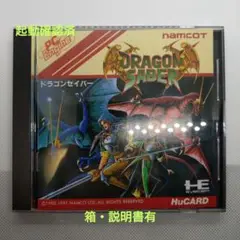 起動確認済
PC Engine
namcot
DRAGON
SABER
ドラゴンセイバー
HE
HuCARD
箱・説明書有